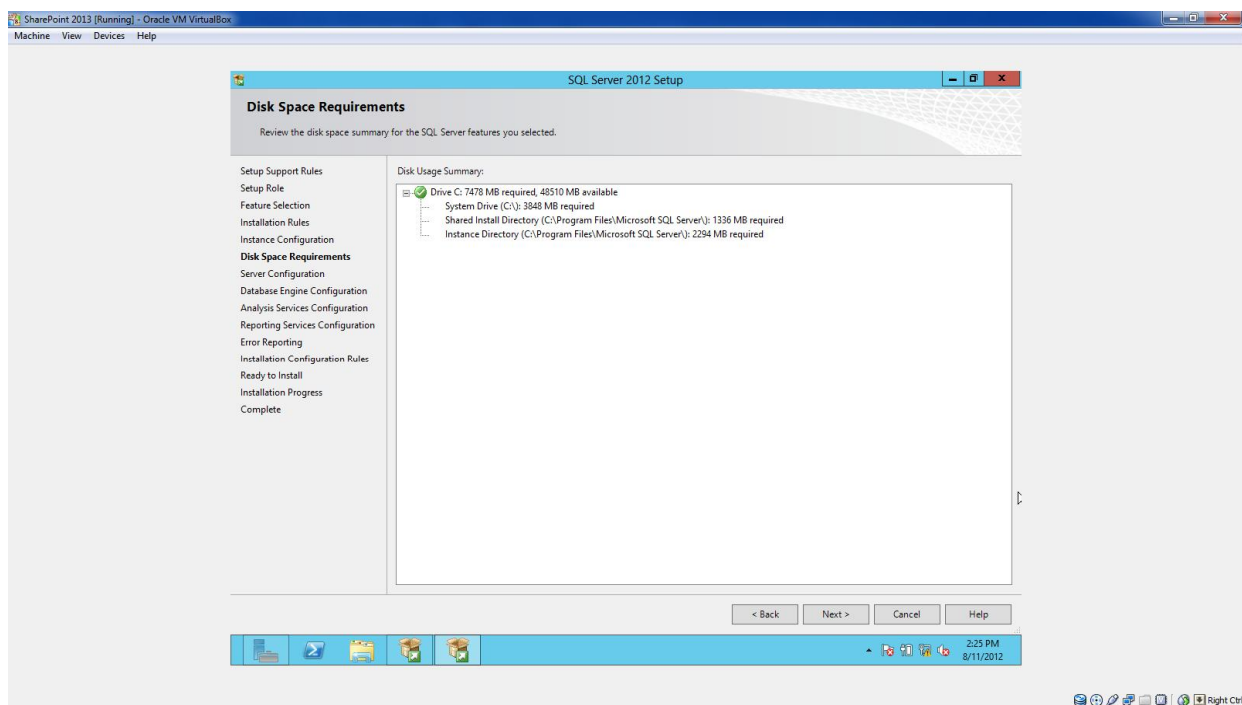 SharePoint 2013 [Running] - Oracle VM VirtualBox
Machine View Devices Help
SQL Server 2012 Setup
Disk Space Requirements
Review the disk space summary for the SQL Server features you selected.
Setup Support Rules
Setup Role
Feature Selection
Installation Rules
Instance Configuration
Disk Space Requirements
Server Configuration
Database Engine Configuration
Analysis Services Configuration
Reporting Services Configuration
Error Reporting
Installation Configuration Rules
Ready to Install
Installation Progress
Complete
Disk Usage Summary:
Drive C: 7478 MB required, 48510 MB available
System Drive (C:\): 3848 MB required
Shared Install Directory (C:\Program Files\Microsoft SQL Server\): 1336 MB required
Instance Directory (C:\Program Files\Microsoft SQL Server\): 2294 MB required
< Back Next > Cancel Help
2:25 PM
8/11/2012
Right Ctrl